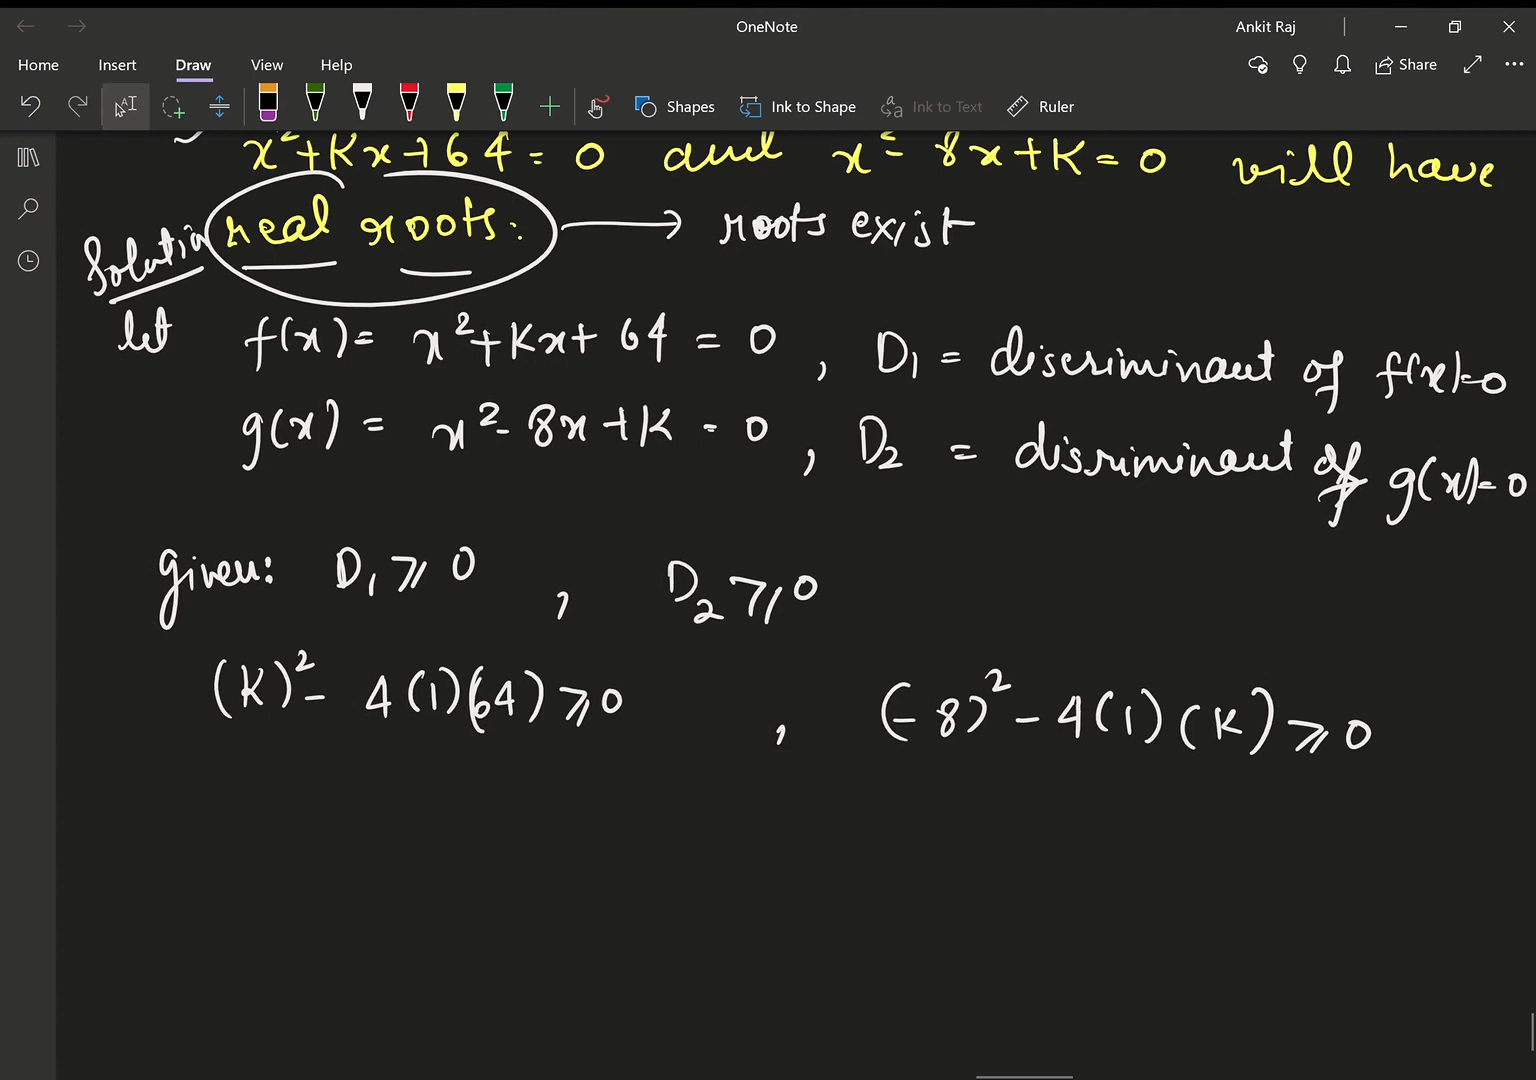 OneNote
Ankit Raj
Home Insert Draw View Help
Share
Shapes Ink to Shape Ink to Text Ruler
x²+Kx+64=0 and x²-8x+K=0 will have
real roots: → roots exist
Solution
let f(x)= x²+Kx+64=0, D₁= discriminant of f(x)=0
g(x)= x²-8x+K=0, D₂= disriminant of g(x)=0
given: D₁⩾0, D₂⩾0
(K)²-4(1)(64)⩾0, (-8)²-4(1)(K)⩾0